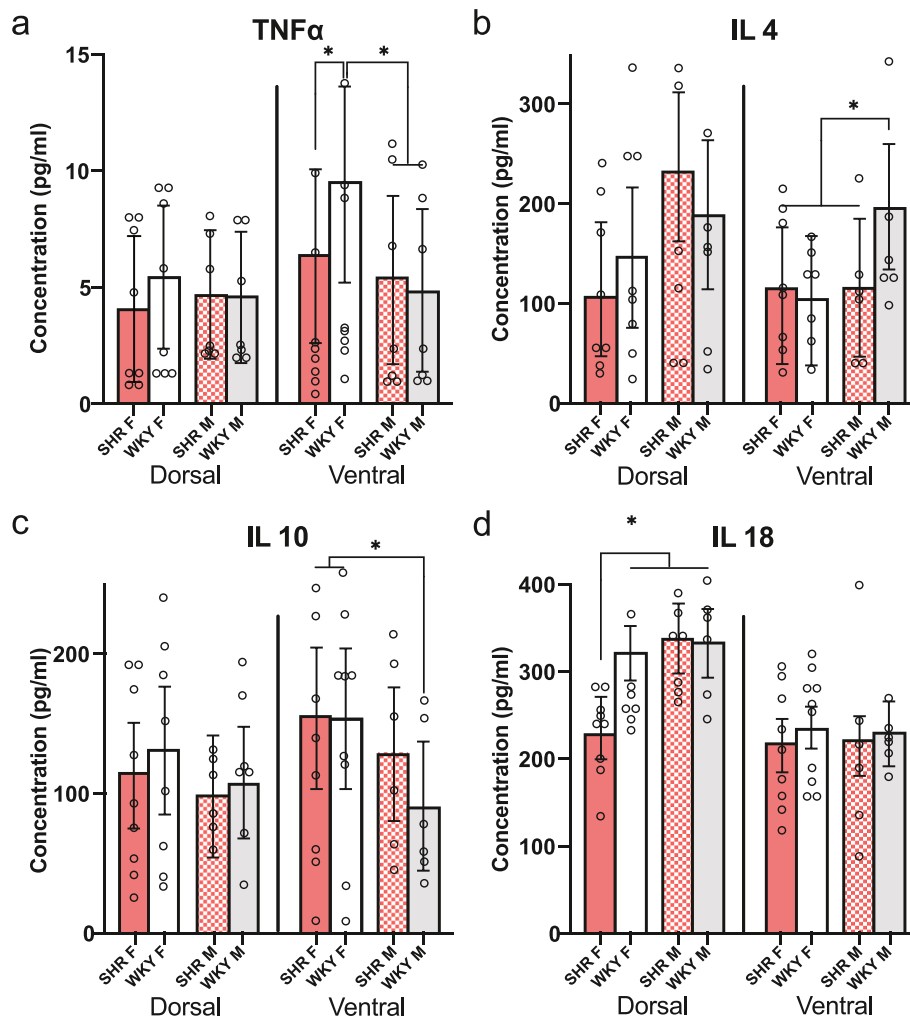 a
TNFα
Concentration (pg/ml)
15
10
5
0
*
*
SHR F
WKY F
SHR M
WKY M
SHR F
WKY F
SHR M
WKY M
Dorsal
Ventral
b
IL 4
Concentration (pg/ml)
300
200
100
0
*
SHR F
WKY F
SHR M
WKY M
SHR F
WKY F
SHR M
WKY M
Dorsal
Ventral
c
IL 10
Concentration (pg/ml)
200
100
0
*
SHR F
WKY F
SHR M
WKY M
SHR F
WKY F
SHR M
WKY M
Dorsal
Ventral
d
IL 18
Concentration (pg/ml)
400
300
200
100
0
*
SHR F
WKY F
SHR M
WKY M
SHR F
WKY F
SHR M
WKY M
Dorsal
Ventral